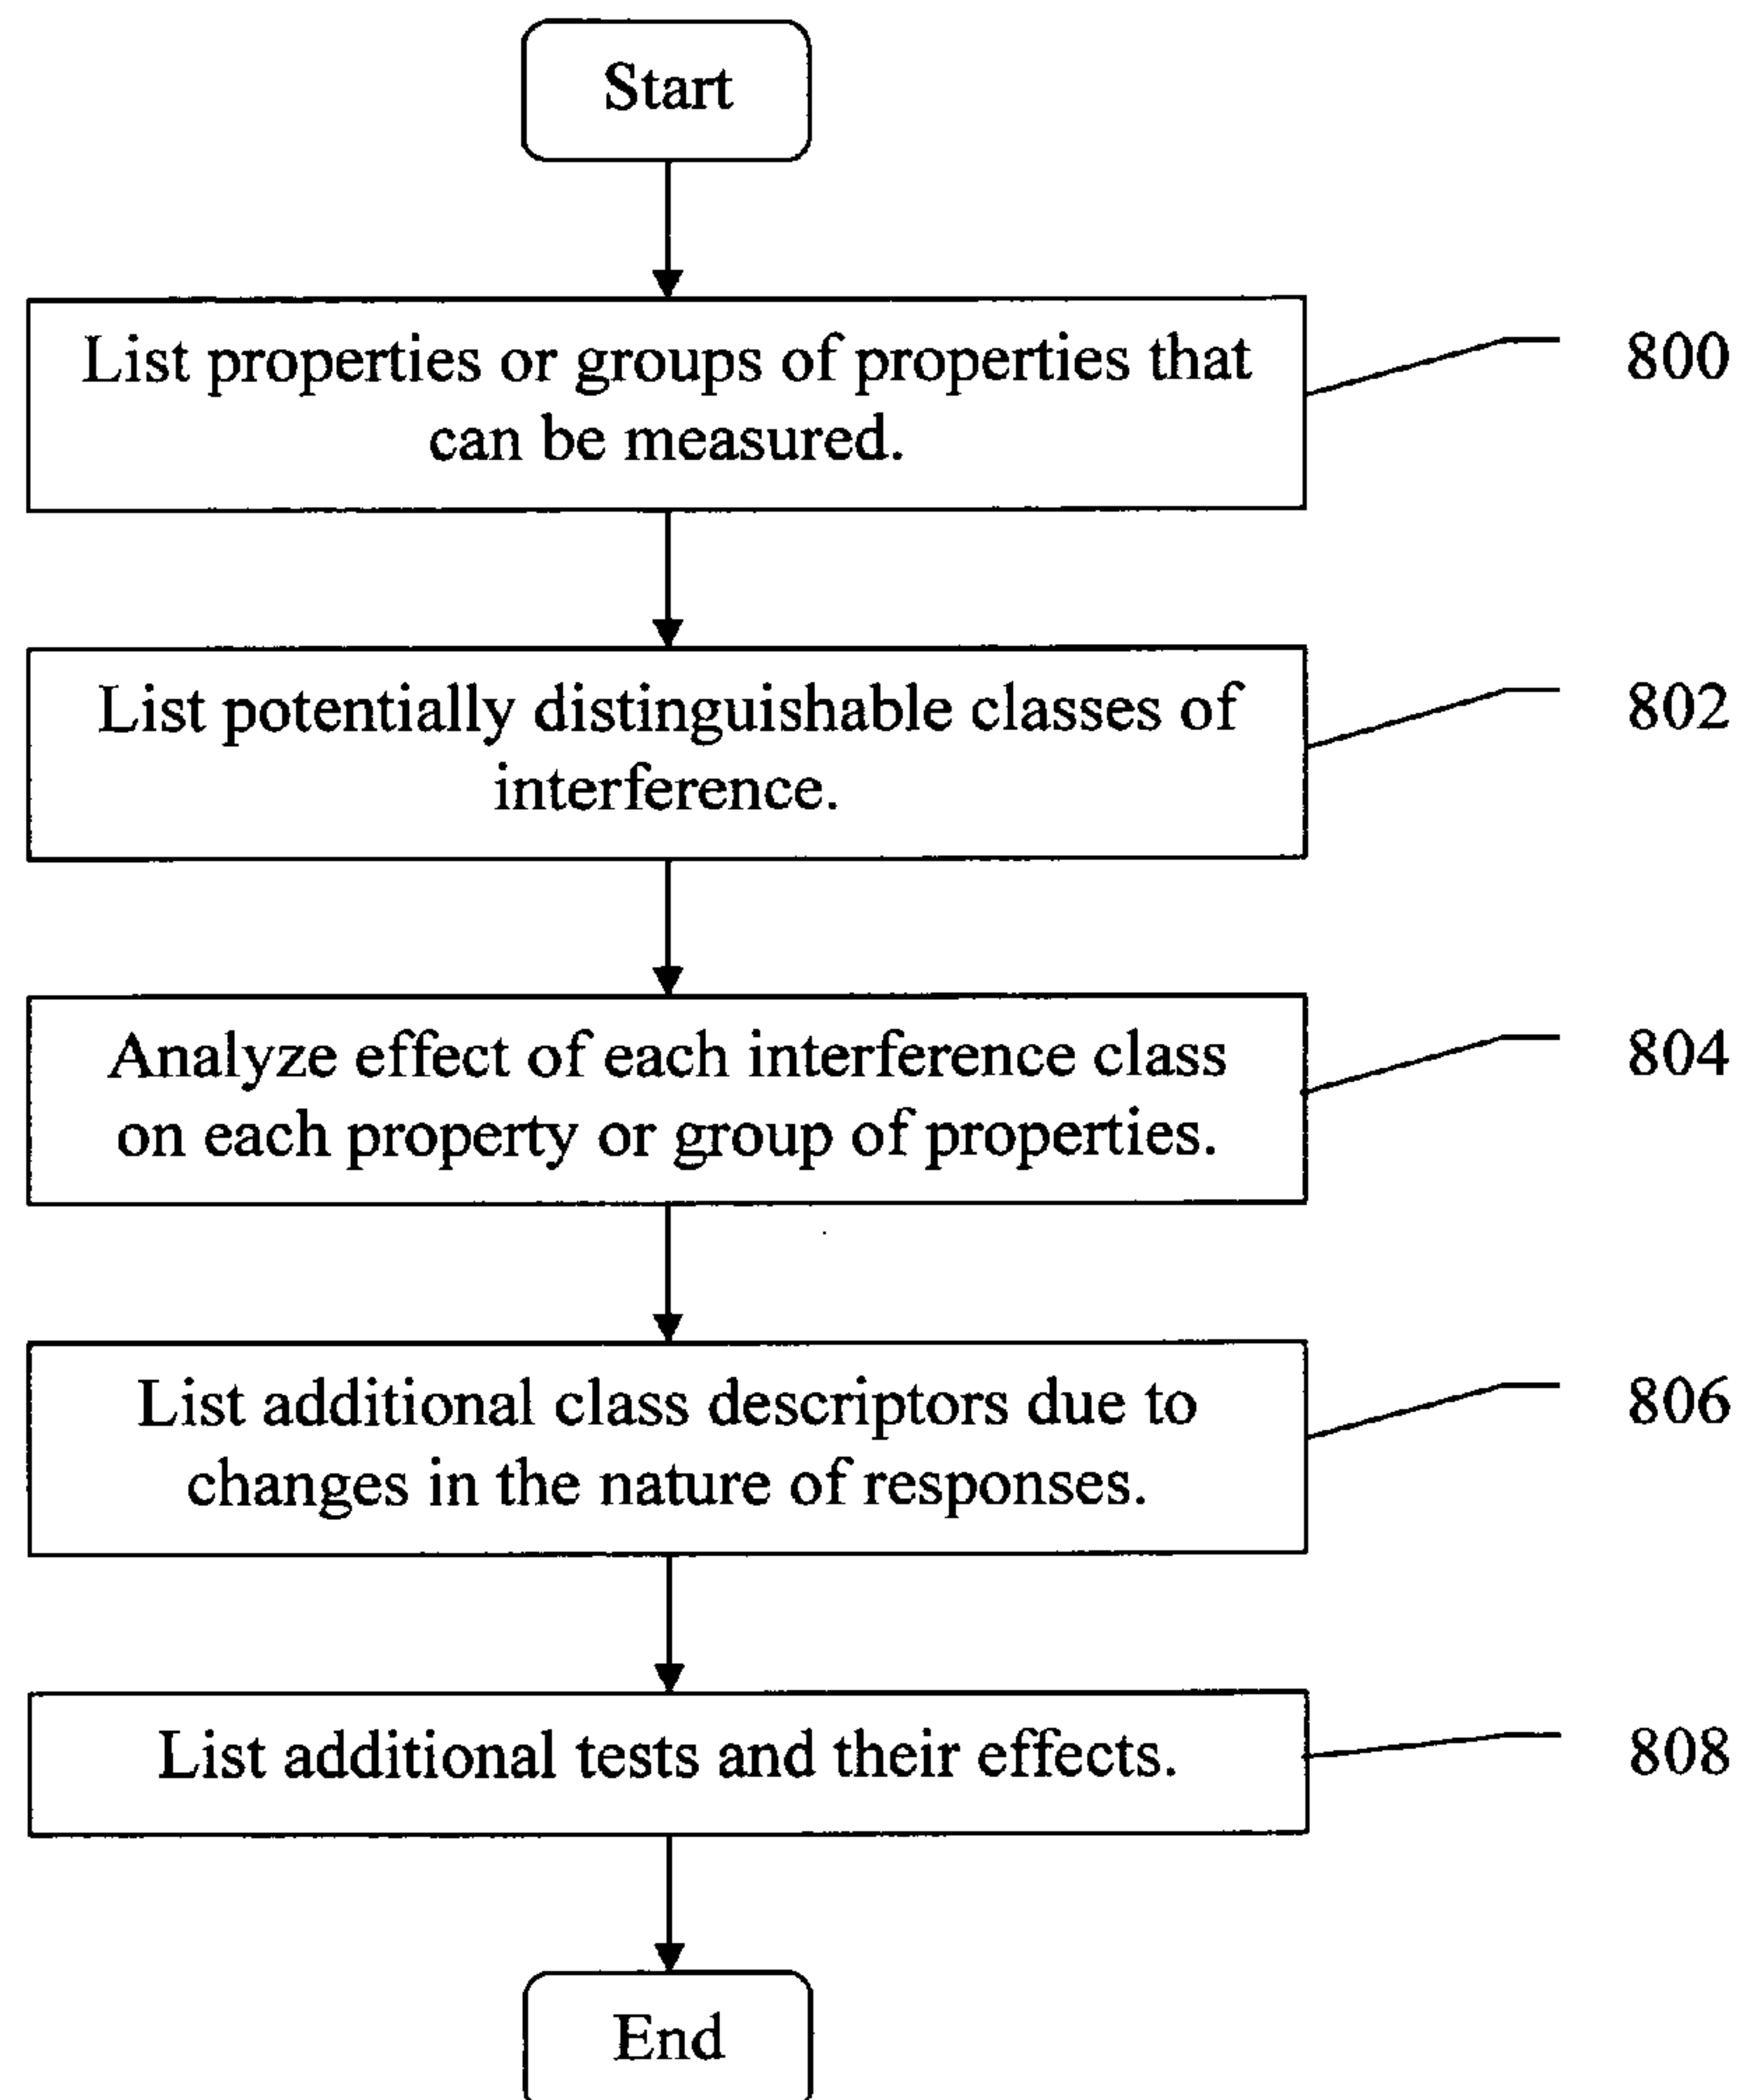 Start
List properties or groups of properties that
can be measured.
800
List potentially distinguishable classes of
interference.
802
Analyze effect of each interference class
on each property or group of properties.
804
List additional class descriptors due to
changes in the nature of responses.
806
List additional tests and their effects.
808
End